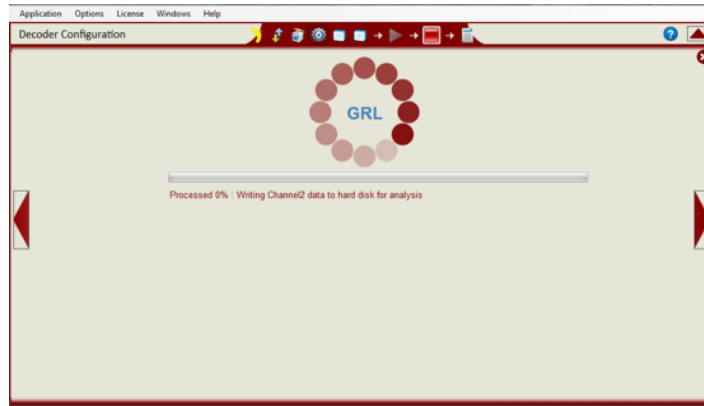 Application Options License Windows Help
Decoder Configuration
GRL
Processed 0% : Writing Channel2 data to hard disk for analysis